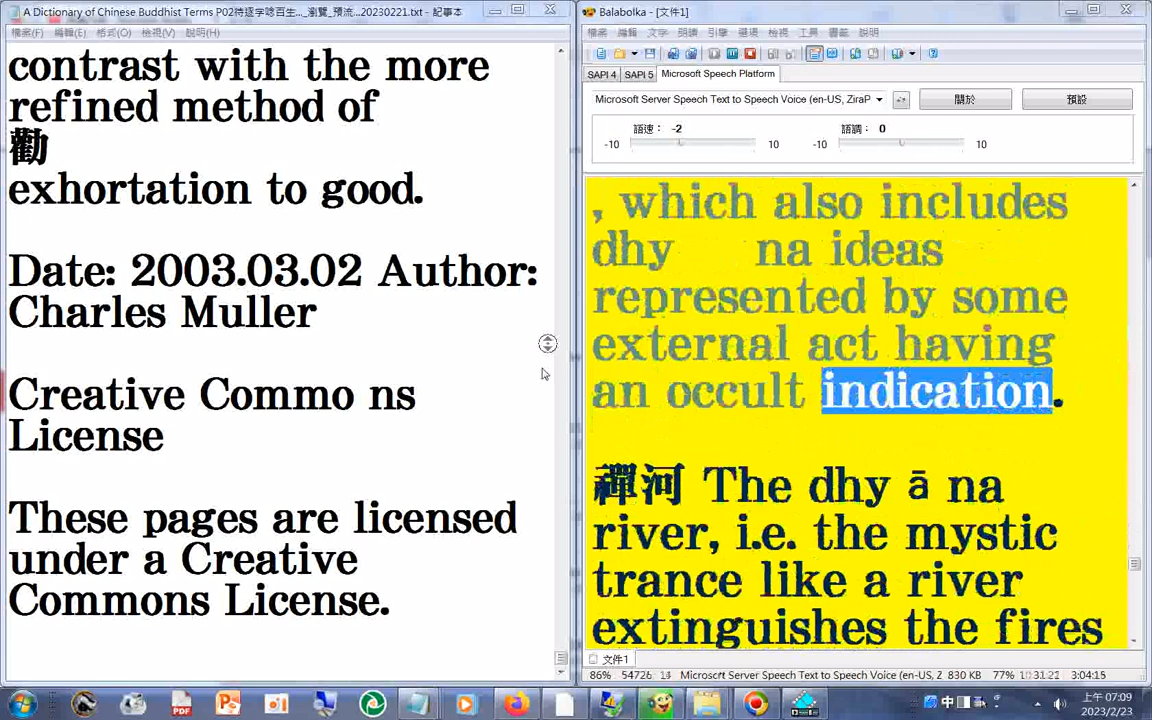 A Dictionary of Chinese Buddhist Terms P02待逐字唸百生..._瀏覽_預流...20230221.txt - 記事本
檔案(F) 編輯(E) 格式(O) 檢視(V) 說明(H)
contrast with the more
refined method of
勸
exhortation to good.
Date: 2003.03.02 Author:
Charles Muller
Creative Commo ns
License
These pages are licensed
under a Creative
Commons License.
Balabolka - [文件1]
檔案 編輯 文字 朗讀 引擎 選項 檢視 工具 書籤 說明
SAPI 4 SAPI 5 Microsoft Speech Platform
Microsoft Server Speech Text to Speech Voice (en-US, ZiraP
關於
預設
語速： -2
語調： 0
-10 10 -10 10
, which also includes
dhy na ideas
represented by some
external act having
an occult indication.
禪河 The dhy ā na
river, i.e. the mystic
trance like a river
extinguishes the fires
文件1
86% Microsoft Server Speech Text to Speech Voice (en-US, Z 830 KB 77% 3:04:15
中
上午 07:09
2023/2/23